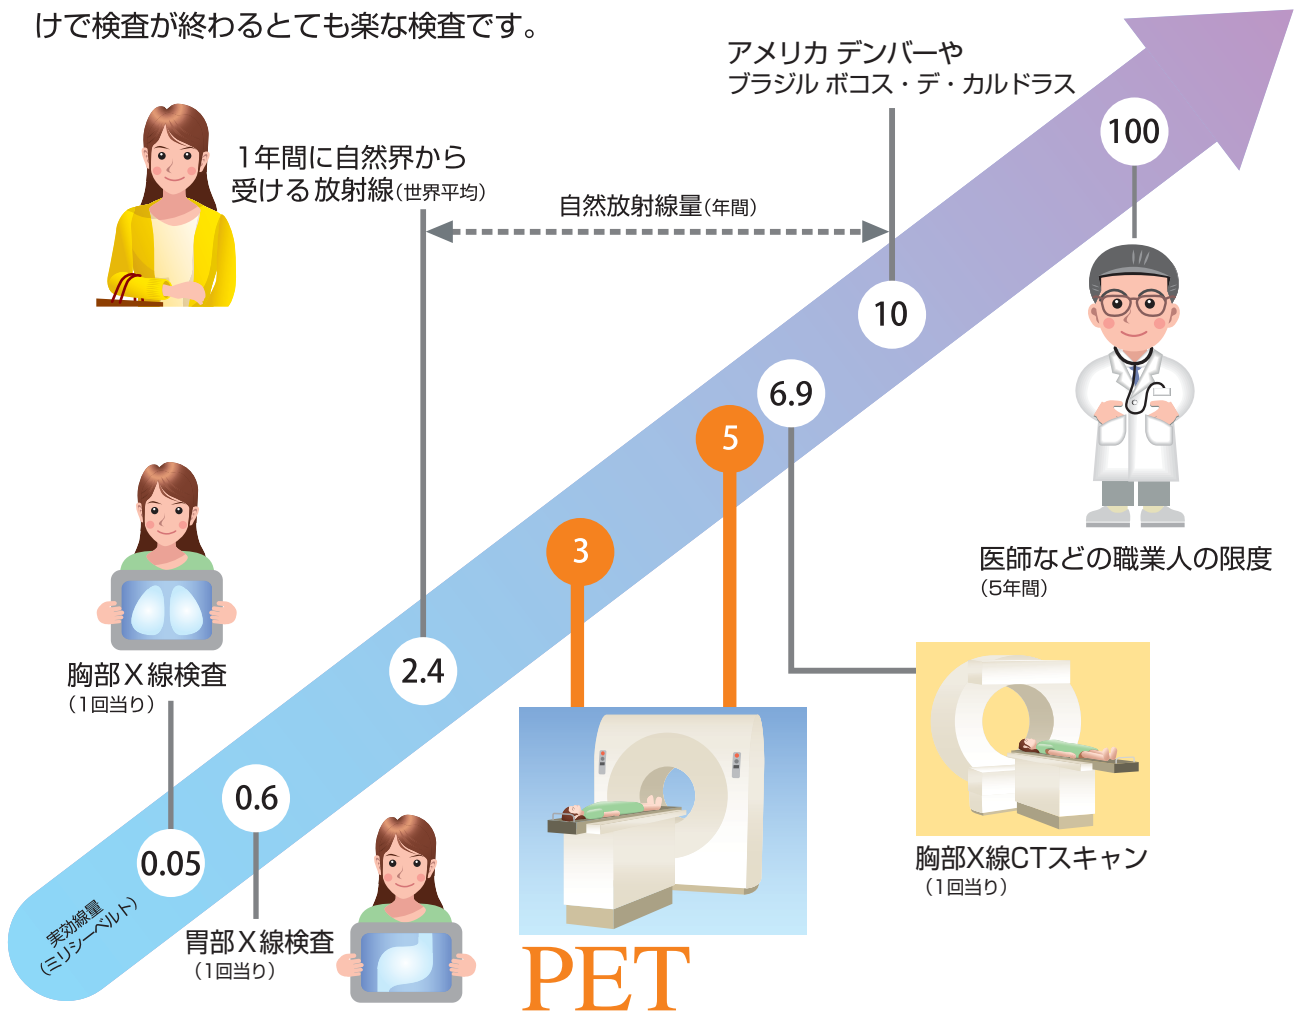 けで検査が終わるとても楽な検査です。
アメリカ デンバーや
ブラジル ボコス・デ・カルドラス
100
1年間に自然界から
受ける放射線(世界平均)
自然放射線量(年間)
10
6.9
5
3
医師などの職業人の限度
(5年間)
2.4
胸部X線検査
(1回当り)
0.6
0.05
胸部X線CTスキャン
(1回当り)
実効線量
(ミリシーベルト)
胃部X線検査
(1回当り)
PET